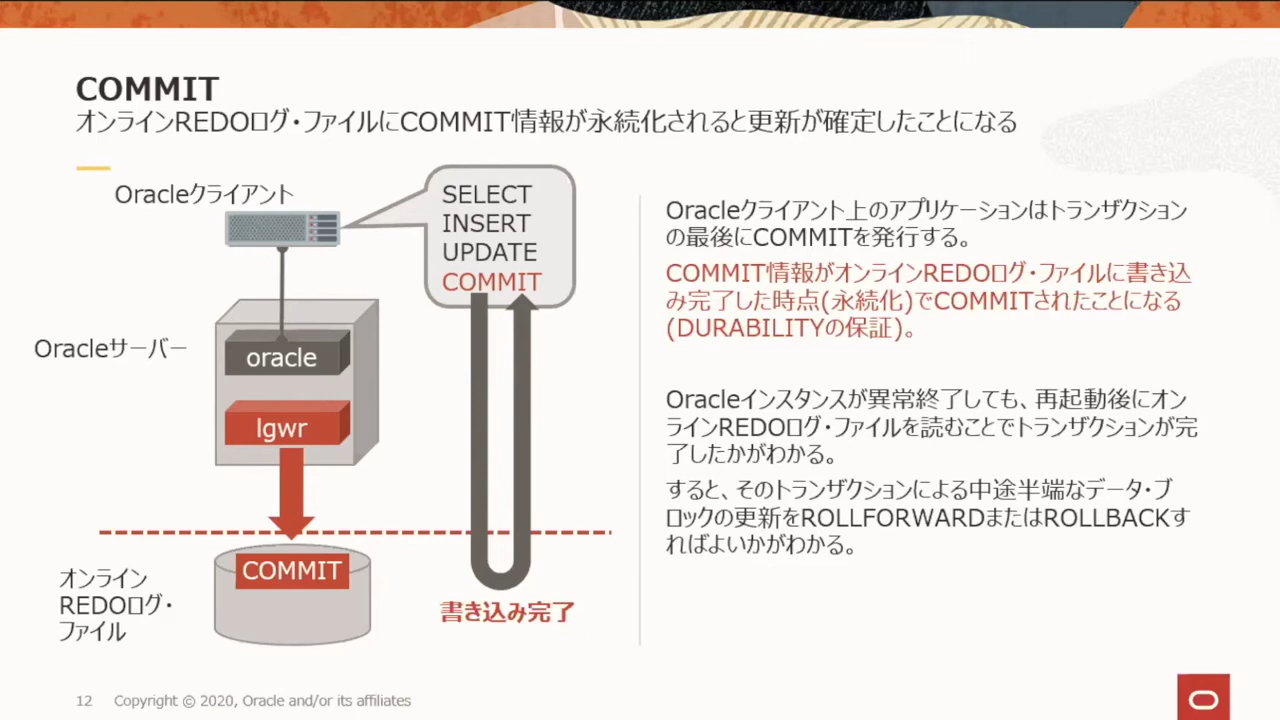 COMMIT
オンラインREDOログ・ファイルにCOMMIT情報が永続化されると更新が確定したことになる
Oracleクライアント
SELECT
INSERT
UPDATE
COMMIT
Oracleサーバー
oracle
lgwr
COMMIT
オンライン
REDOログ・
ファイル
書き込み完了
Oracleクライアント上のアプリケーションはトランザクション
の最後にCOMMITを発行する。
COMMIT情報がオンラインREDOログ・ファイルに書き込
み完了した時点(永続化)でCOMMITされたことになる
(DURABILITYの保証)。
Oracleインスタンスが異常終了しても、再起動後にオン
ラインREDOログ・ファイルを読むことでトランザクションが完
了したかがわかる。
すると、そのトランザクションによる中途半端なデータ・ブ
ロックの更新をROLLFORWARDまたはROLLBACKす
ればよいかがわかる。
12 Copyright © 2020, Oracle and/or its affiliates